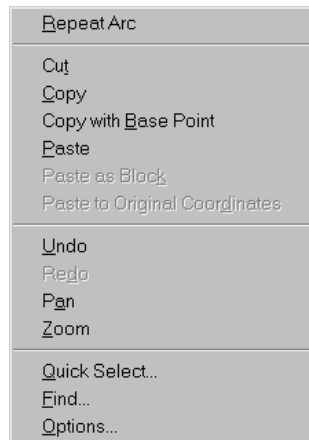 Repeat Arc
Cut
Copy
Copy with Base Point
Paste
Paste as Block
Paste to Original Coordinates
Undo
Redo
Pan
Zoom
Quick Select...
Find...
Options...